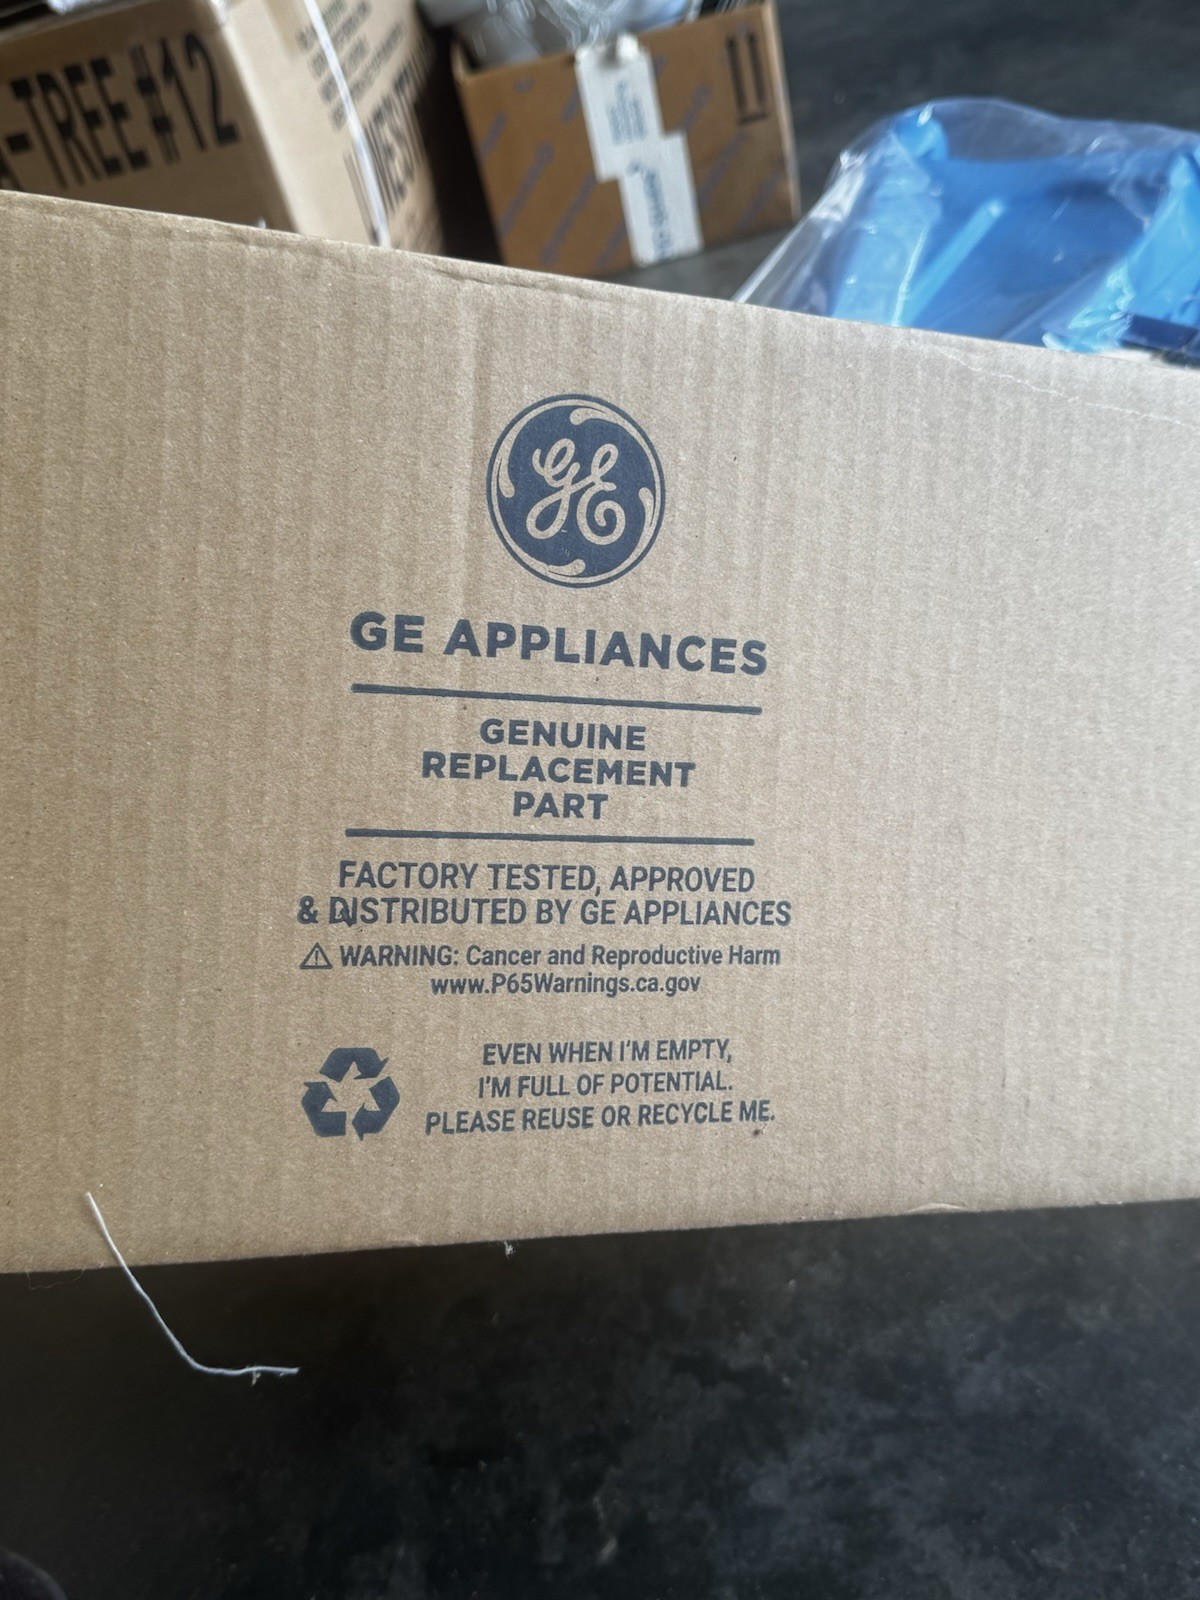 -TREE #12
GE
GE APPLIANCES
GENUINE
REPLACEMENT
PART
FACTORY TESTED, APPROVED
& DISTRIBUTED BY GE APPLIANCES
⚠ WARNING: Cancer and Reproductive Harm
www.P65Warnings.ca.gov
EVEN WHEN I'M EMPTY,
I'M FULL OF POTENTIAL.
PLEASE REUSE OR RECYCLE ME.